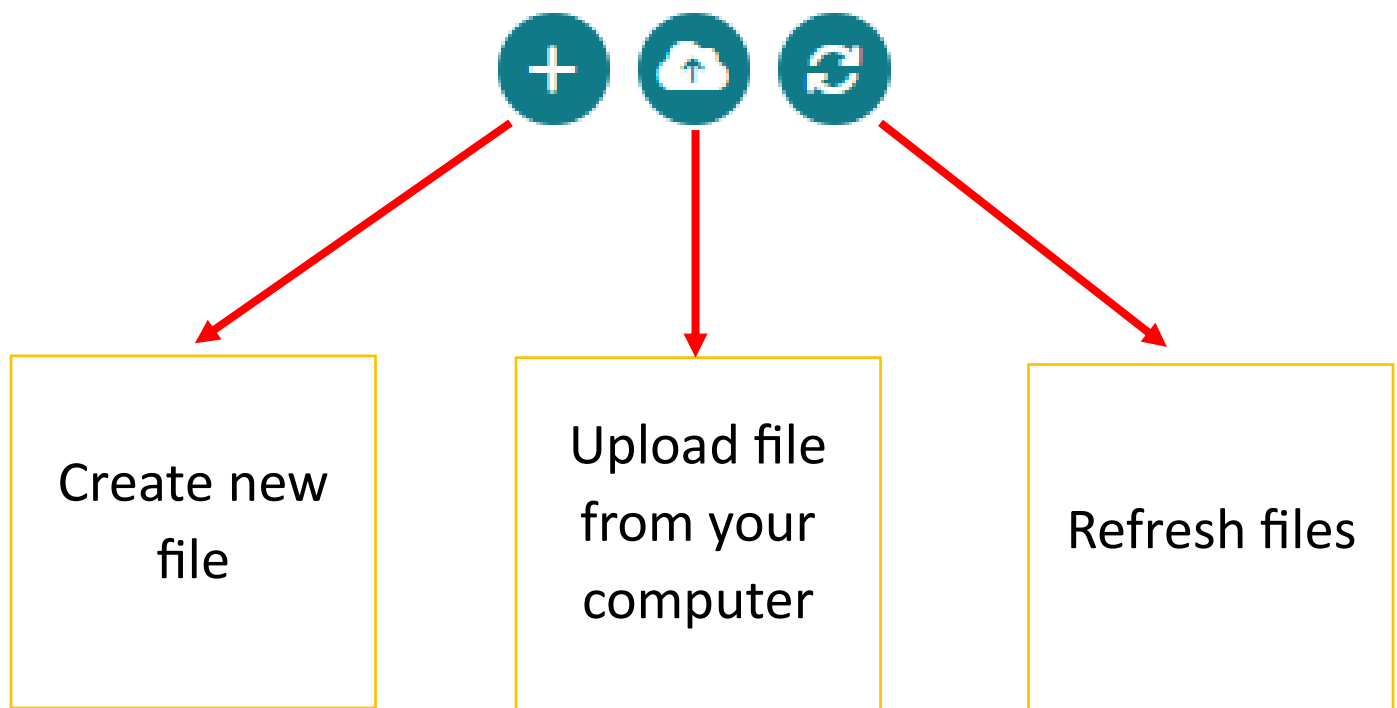 Create new
file
Upload file
from your
computer
Refresh files